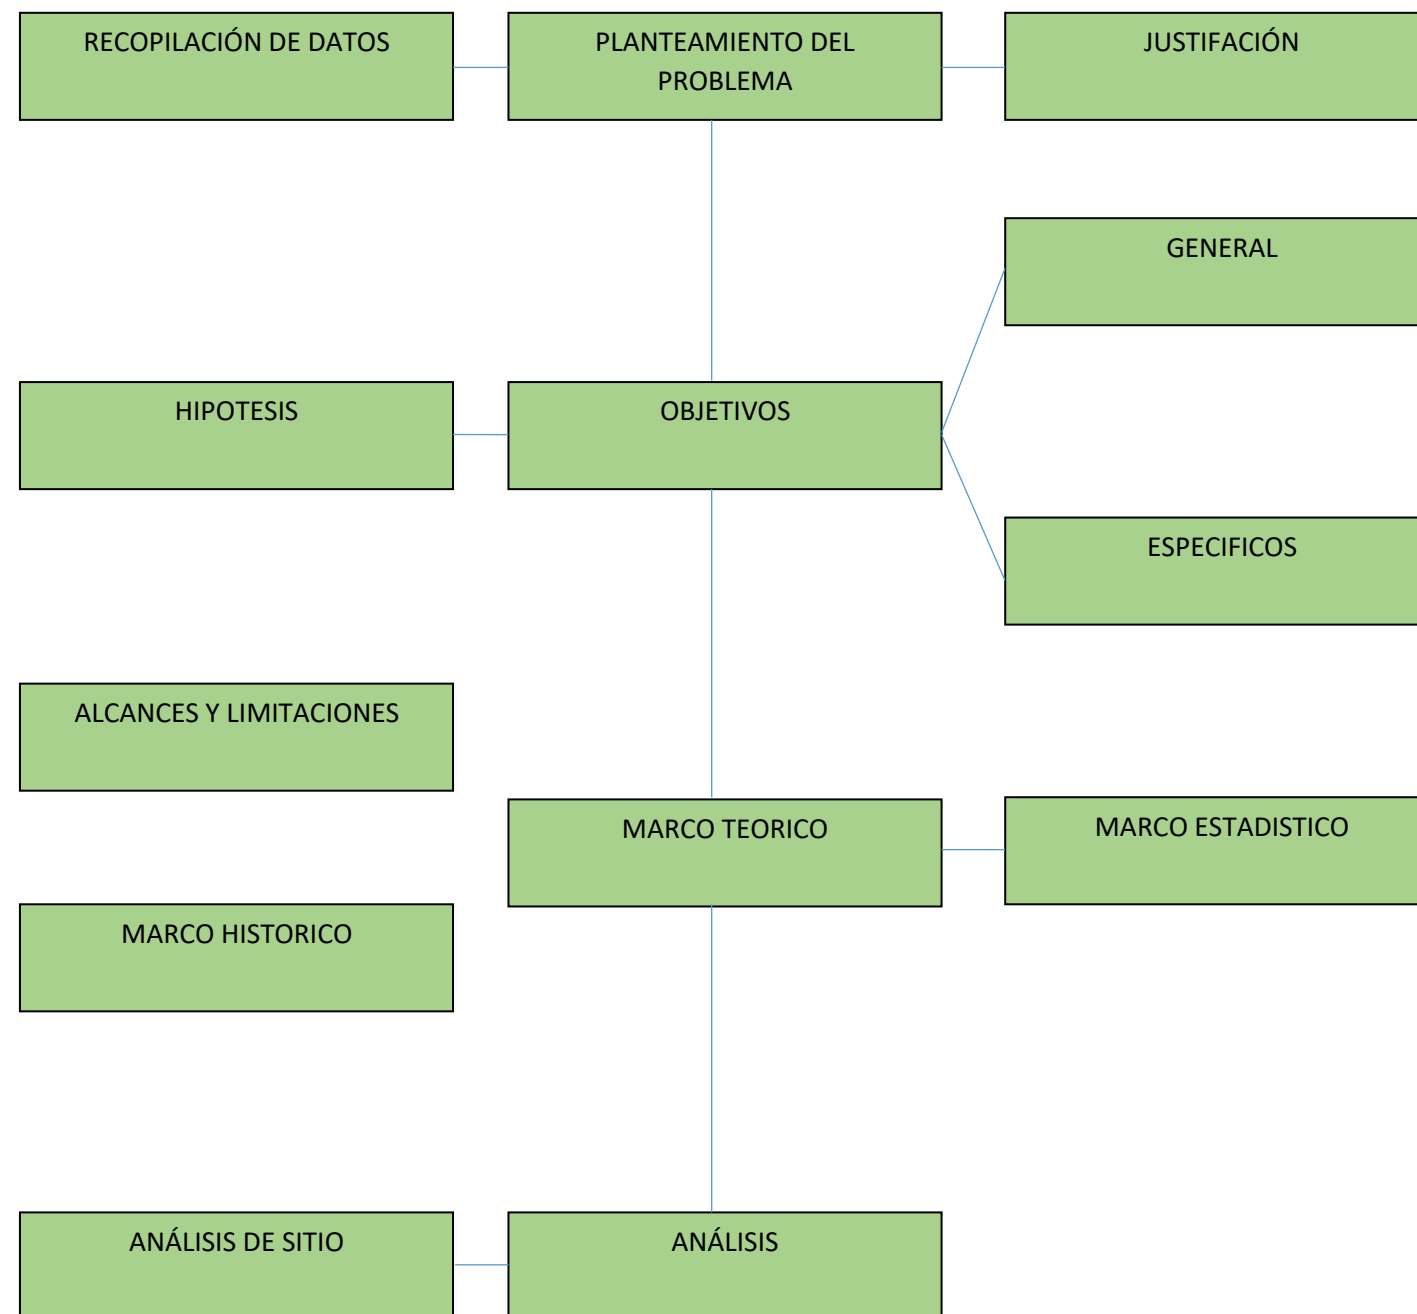 RECOPILACIÓN DE DATOS
PLANTEAMIENTO DEL
PROBLEMA
JUSTIFACIÓN
GENERAL
HIPOTESIS
OBJETIVOS
ESPECIFICOS
ALCANCES Y LIMITACIONES
MARCO TEORICO
MARCO ESTADISTICO
MARCO HISTORICO
ANÁLISIS DE SITIO
ANÁLISIS